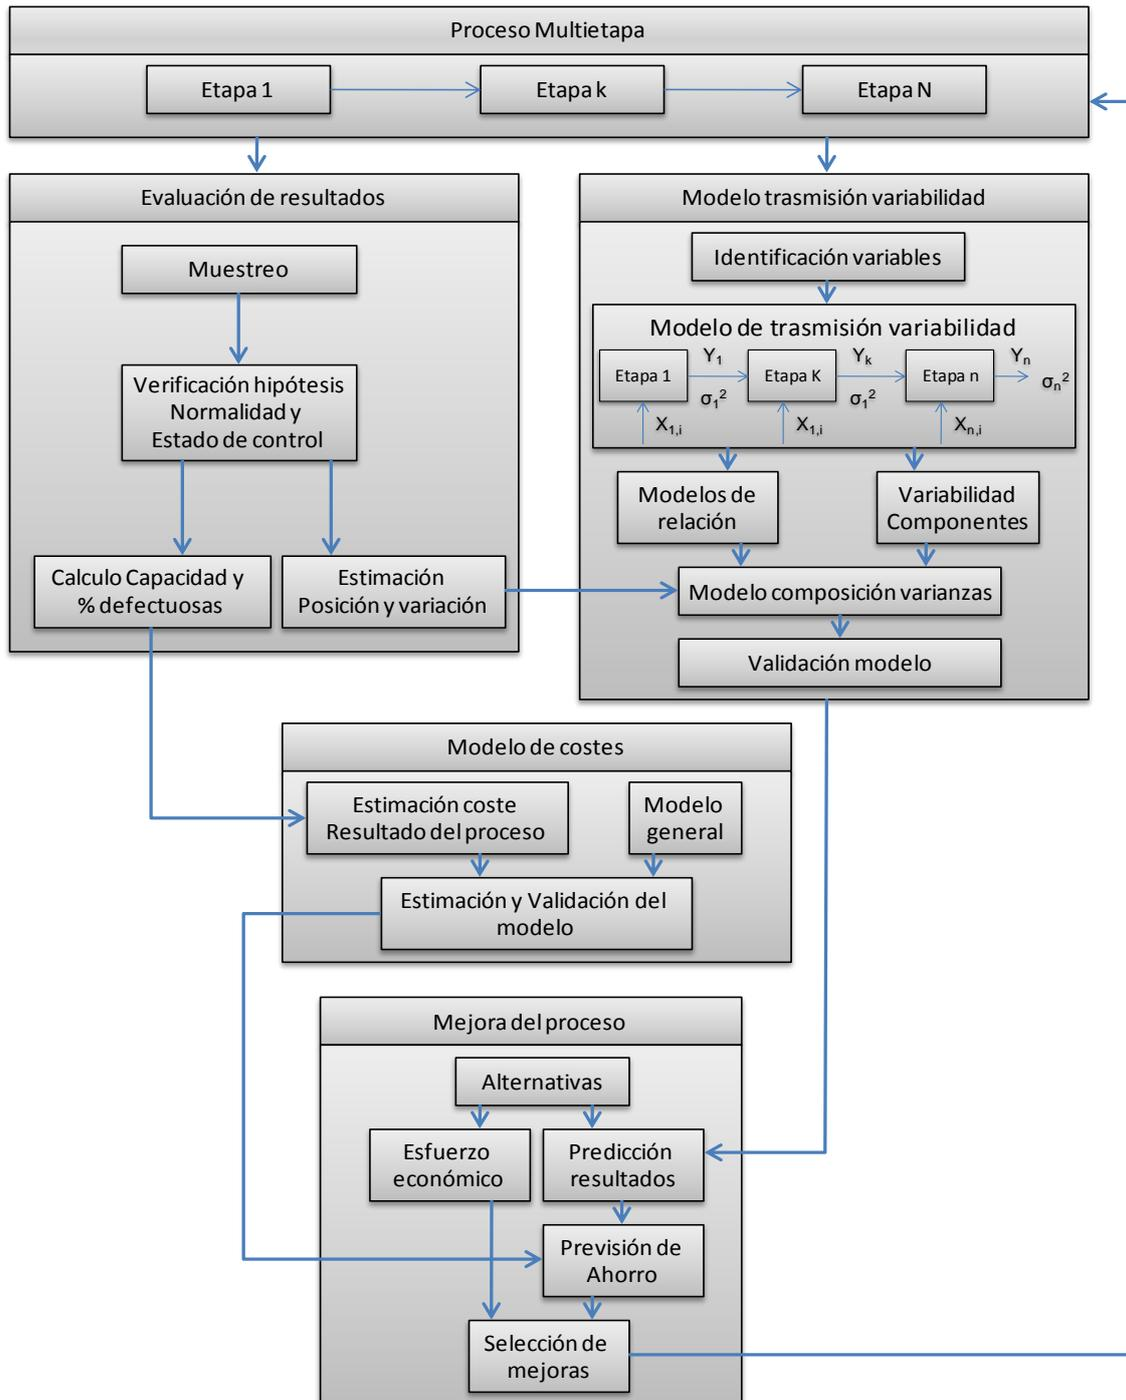 Proceso Multietapa
Etapa 1
Etapa k
Etapa N
Evaluación de resultados
Muestreo
Verificación hipótesis
Normalidad y
Estado de control
Calculo Capacidad y
% defectuosas
Estimación
Posición y variación
Modelo trasmisión variabilidad
Identificación variables
Modelo de trasmisión variabilidad
Etapa 1
Y₁
σ₁²
X₁,ᵢ
Etapa K
Yₖ
σ₁²
X₁,ᵢ
Etapa n
Yₙ
σₙ²
Xₙ,ᵢ
Modelos de
relación
Variabilidad
Componentes
Modelo composición varianzas
Validación modelo
Modelo de costes
Estimación coste
Resultado del proceso
Modelo
general
Estimación y Validación del
modelo
Mejora del proceso
Alternativas
Esfuerzo
económico
Predicción
resultados
Previsión de
Ahorro
Selección de
mejoras